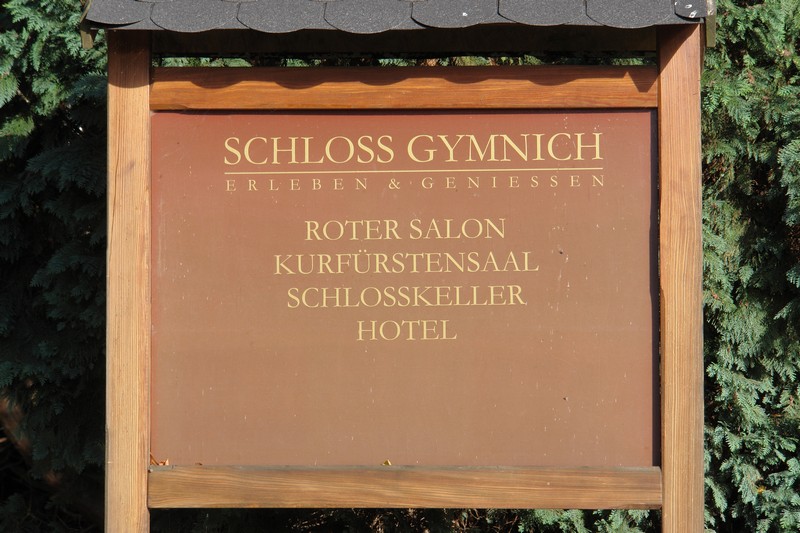 SCHLOSS GYMNICH
ERLEBEN & GENIESSEN
ROTER SALON
KURFÜRSTENSAAL
SCHLOSSKELLER
HOTEL